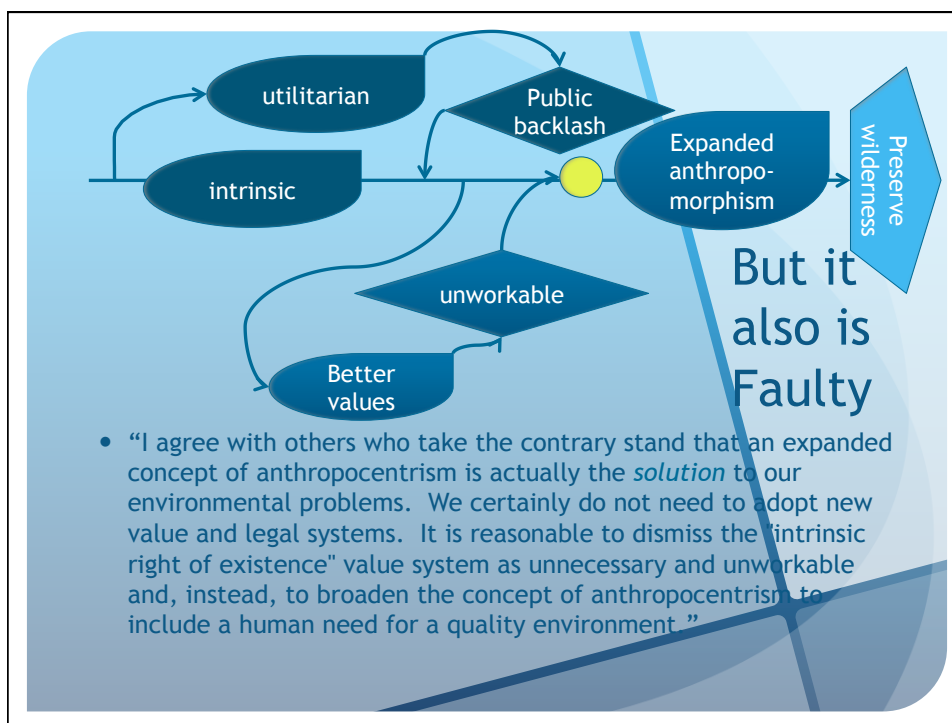 utilitarian
Public
backlash
intrinsic
Expanded
anthropo-
morphism
Preserve
wilderness
unworkable
Better
values
But it
also is
Faulty
• “I agree with others who take the contrary stand that an expanded
concept of anthropocentrism is actually the solution to our
environmental problems.  We certainly do not need to adopt new
value and legal systems.  It is reasonable to dismiss the "intrinsic
right of existence" value system as unnecessary and unworkable
and, instead, to broaden the concept of anthropocentrism to
include a human need for a quality environment.”